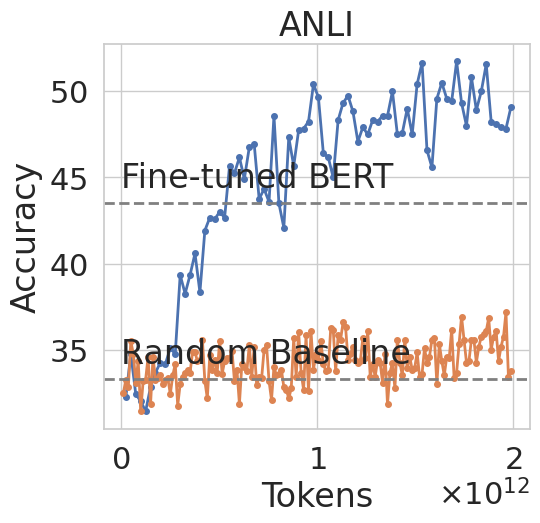 ANLI
Accuracy
50
45
40
35
Fine-tuned BERT
Random Baseline
0
1
2
Tokens
×10¹²